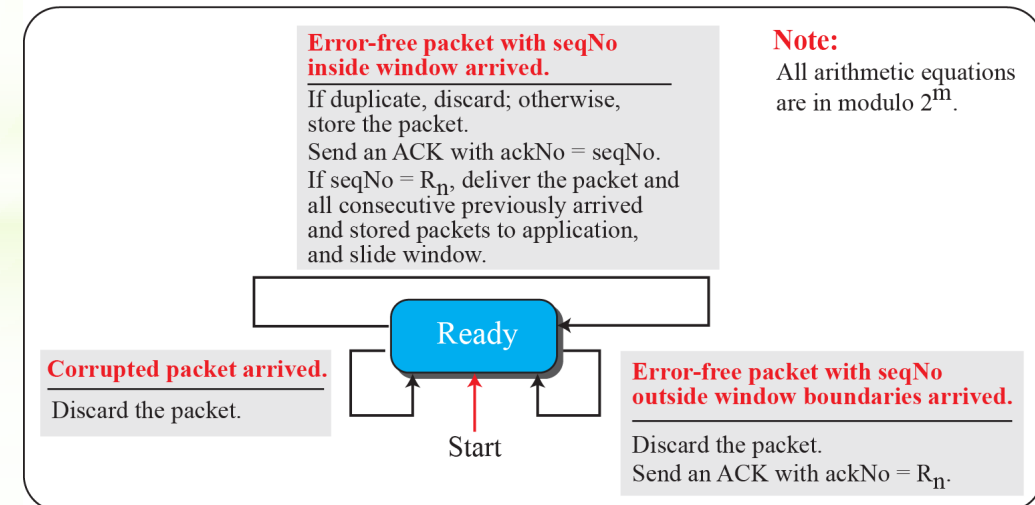 Error-free packet with seqNo
inside window arrived.
If duplicate, discard; otherwise,
store the packet.
Send an ACK with ackNo = seqNo.
If seqNo = Rn, deliver the packet and
all consecutive previously arrived
and stored packets to application,
and slide window.
Note:
All arithmetic equations
are in modulo 2^m.
Ready
Corrupted packet arrived.
Discard the packet.
Start
Error-free packet with seqNo
outside window boundaries arrived.
Discard the packet.
Send an ACK with ackNo = Rn.